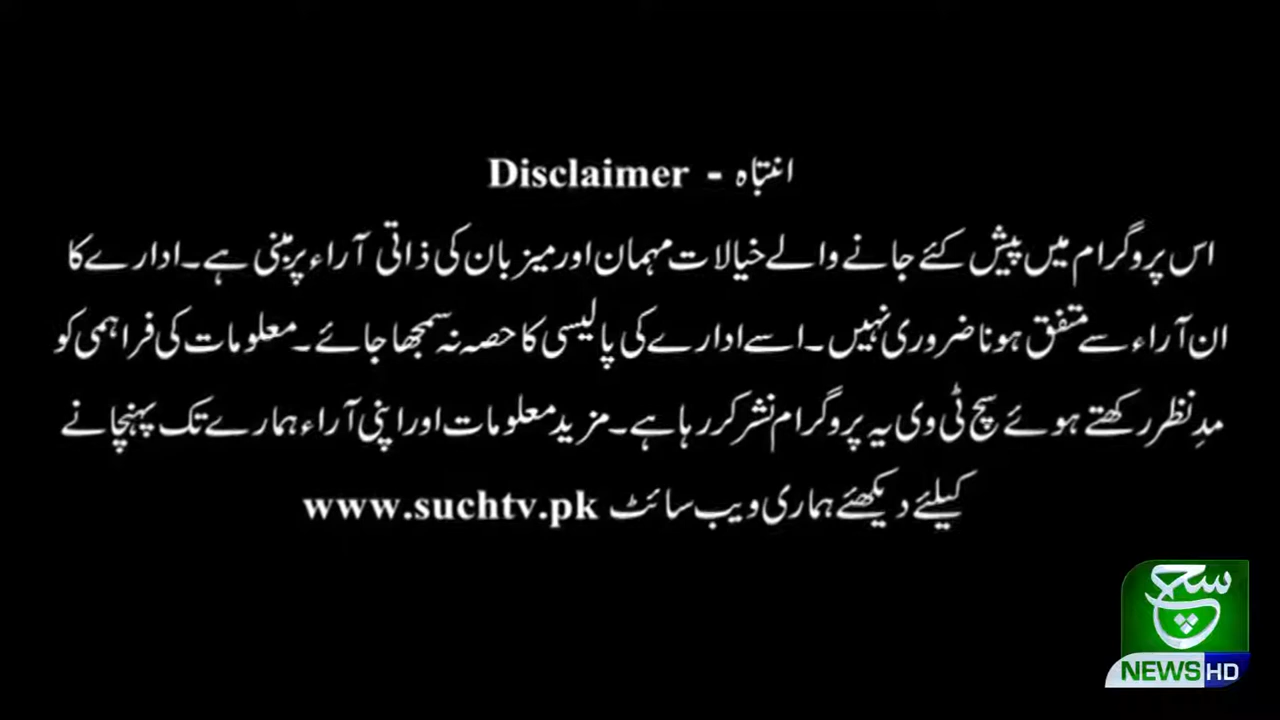 انتباہ - Disclaimer
اس پروگرام میں پیش کئے جانے والے خیالات مہمان اور میزبان کی ذاتی آراء پر مبنی ہے۔ ادارے کا
ان آراء سے متفق ہونا ضروری نہیں۔ اسے ادارے کی پالیسی کا حصہ نہ سمجھا جائے۔ معلومات کی فراہمی کو
مدِنظر رکھتے ہوئے سچ ٹی وی یہ پروگرام نشر کر رہا ہے۔ مزید معلومات اور اپنی آراء ہمارے تک پہنچانے
کیلئے دیکھئے ہماری ویب سائٹ www.suchtv.pk
سچ
NEWS HD